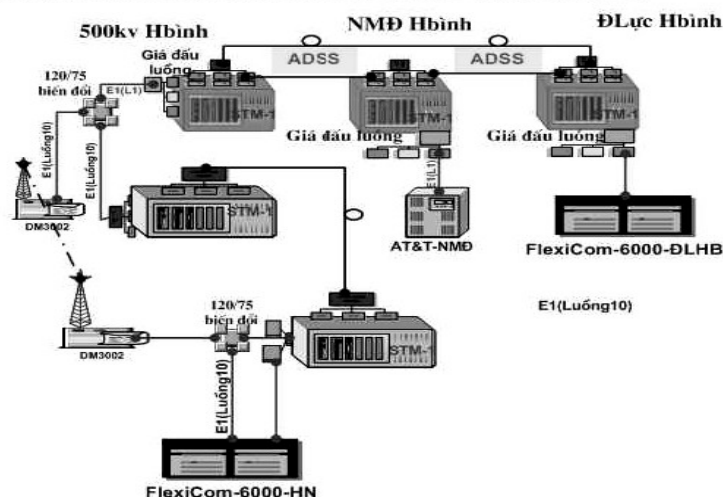 500kv Hbình
NMĐ Hbình
ĐLực Hbình
Giá đấu
luồng
ADSS
ADSS
120/75
biến đổi
E1(L1)
STM-1
STM-1
STM-1
Giá đấu luồng
Giá đấu luồng
E1(Luồng10)
E1(Luồng10)
E1(L1)
DM3002
STM-1
AT&T-NMĐ
FlexiCom-6000-ĐLHB
E1(Luồng10)
120/75
biến đổi
STM-1
DM3002
E1(Luồng10)
FlexiCom-6000-HN